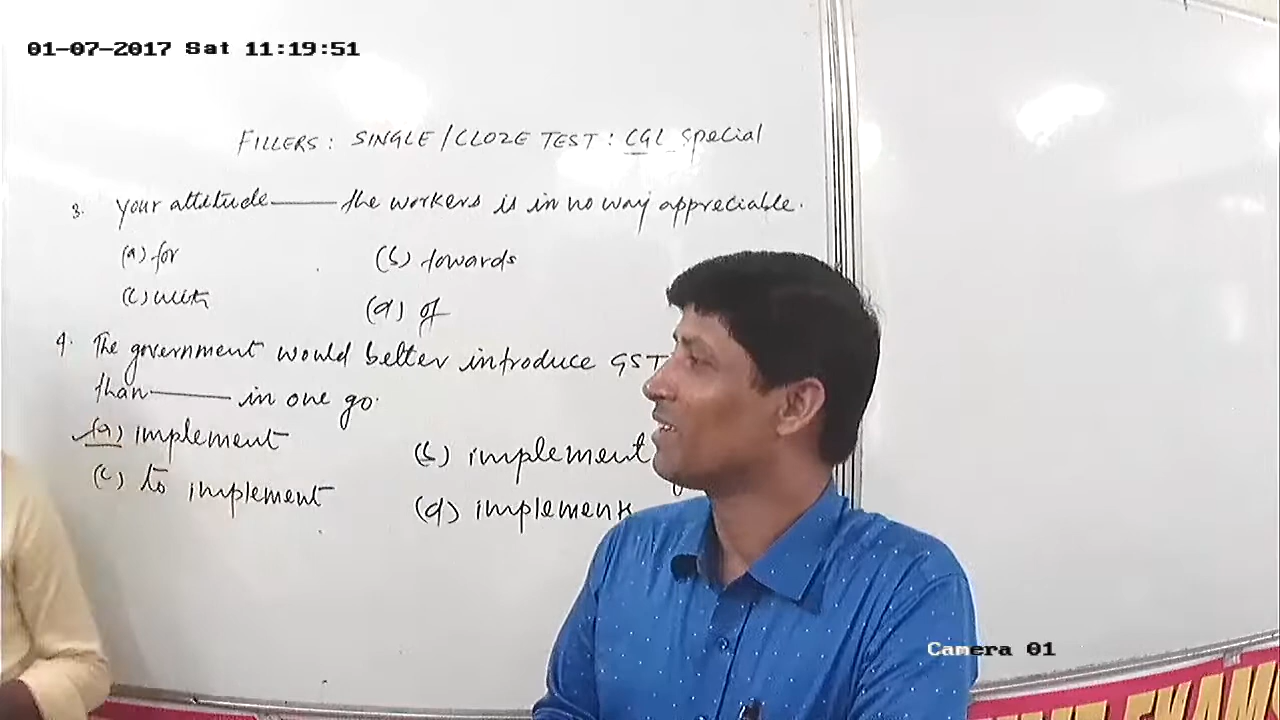 01-07-2017 Sat 11:19:51
FILLERS: SINGLE/CLOZE TEST: CGL Special
3. Your attitude —— the workers is in no way appreciable.
(a) for (b) towards
(c) with (d) of
4. The government would better introduce GST
than —— in one go.
(a) implement (b) implement
(c) to implement (d) implement
Camera 01
EXAMS